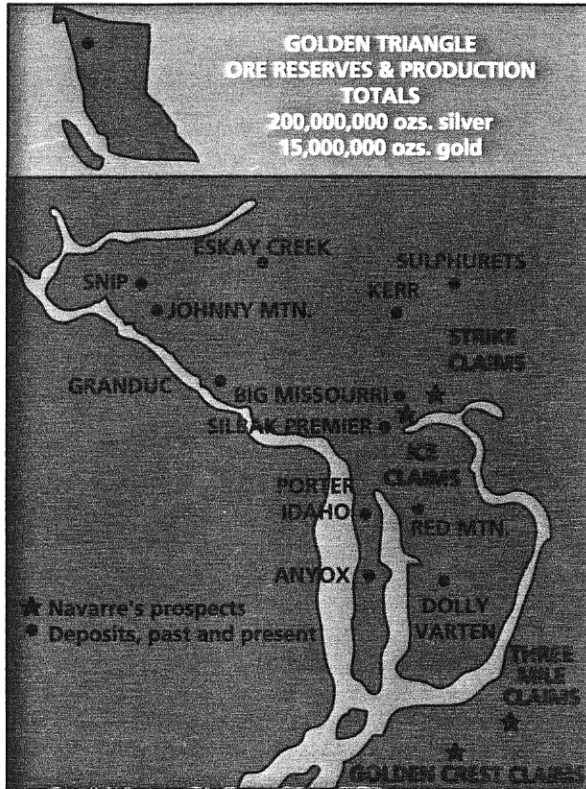 GOLDEN TRIANGLE
ORE RESERVES & PRODUCTION
TOTALS
200,000,000 ozs. silver
15,000,000 ozs. gold
ESKAY CREEK
SULPHURETS
SNIP
KERR
JOHNNY MTN.
STRIKE
CLAIMS
GRANDUC
BIG MISSOURRI
SILBAK PREMIER
ICE
CLAIMS
PORTER
IDAHO
RED MTN.
ANYOX
DOLLY
VARTEN
Navarre's prospects
Deposits, past and present
THREE
MILE
CLAIMS
GOLDEN CREST CLAIMS